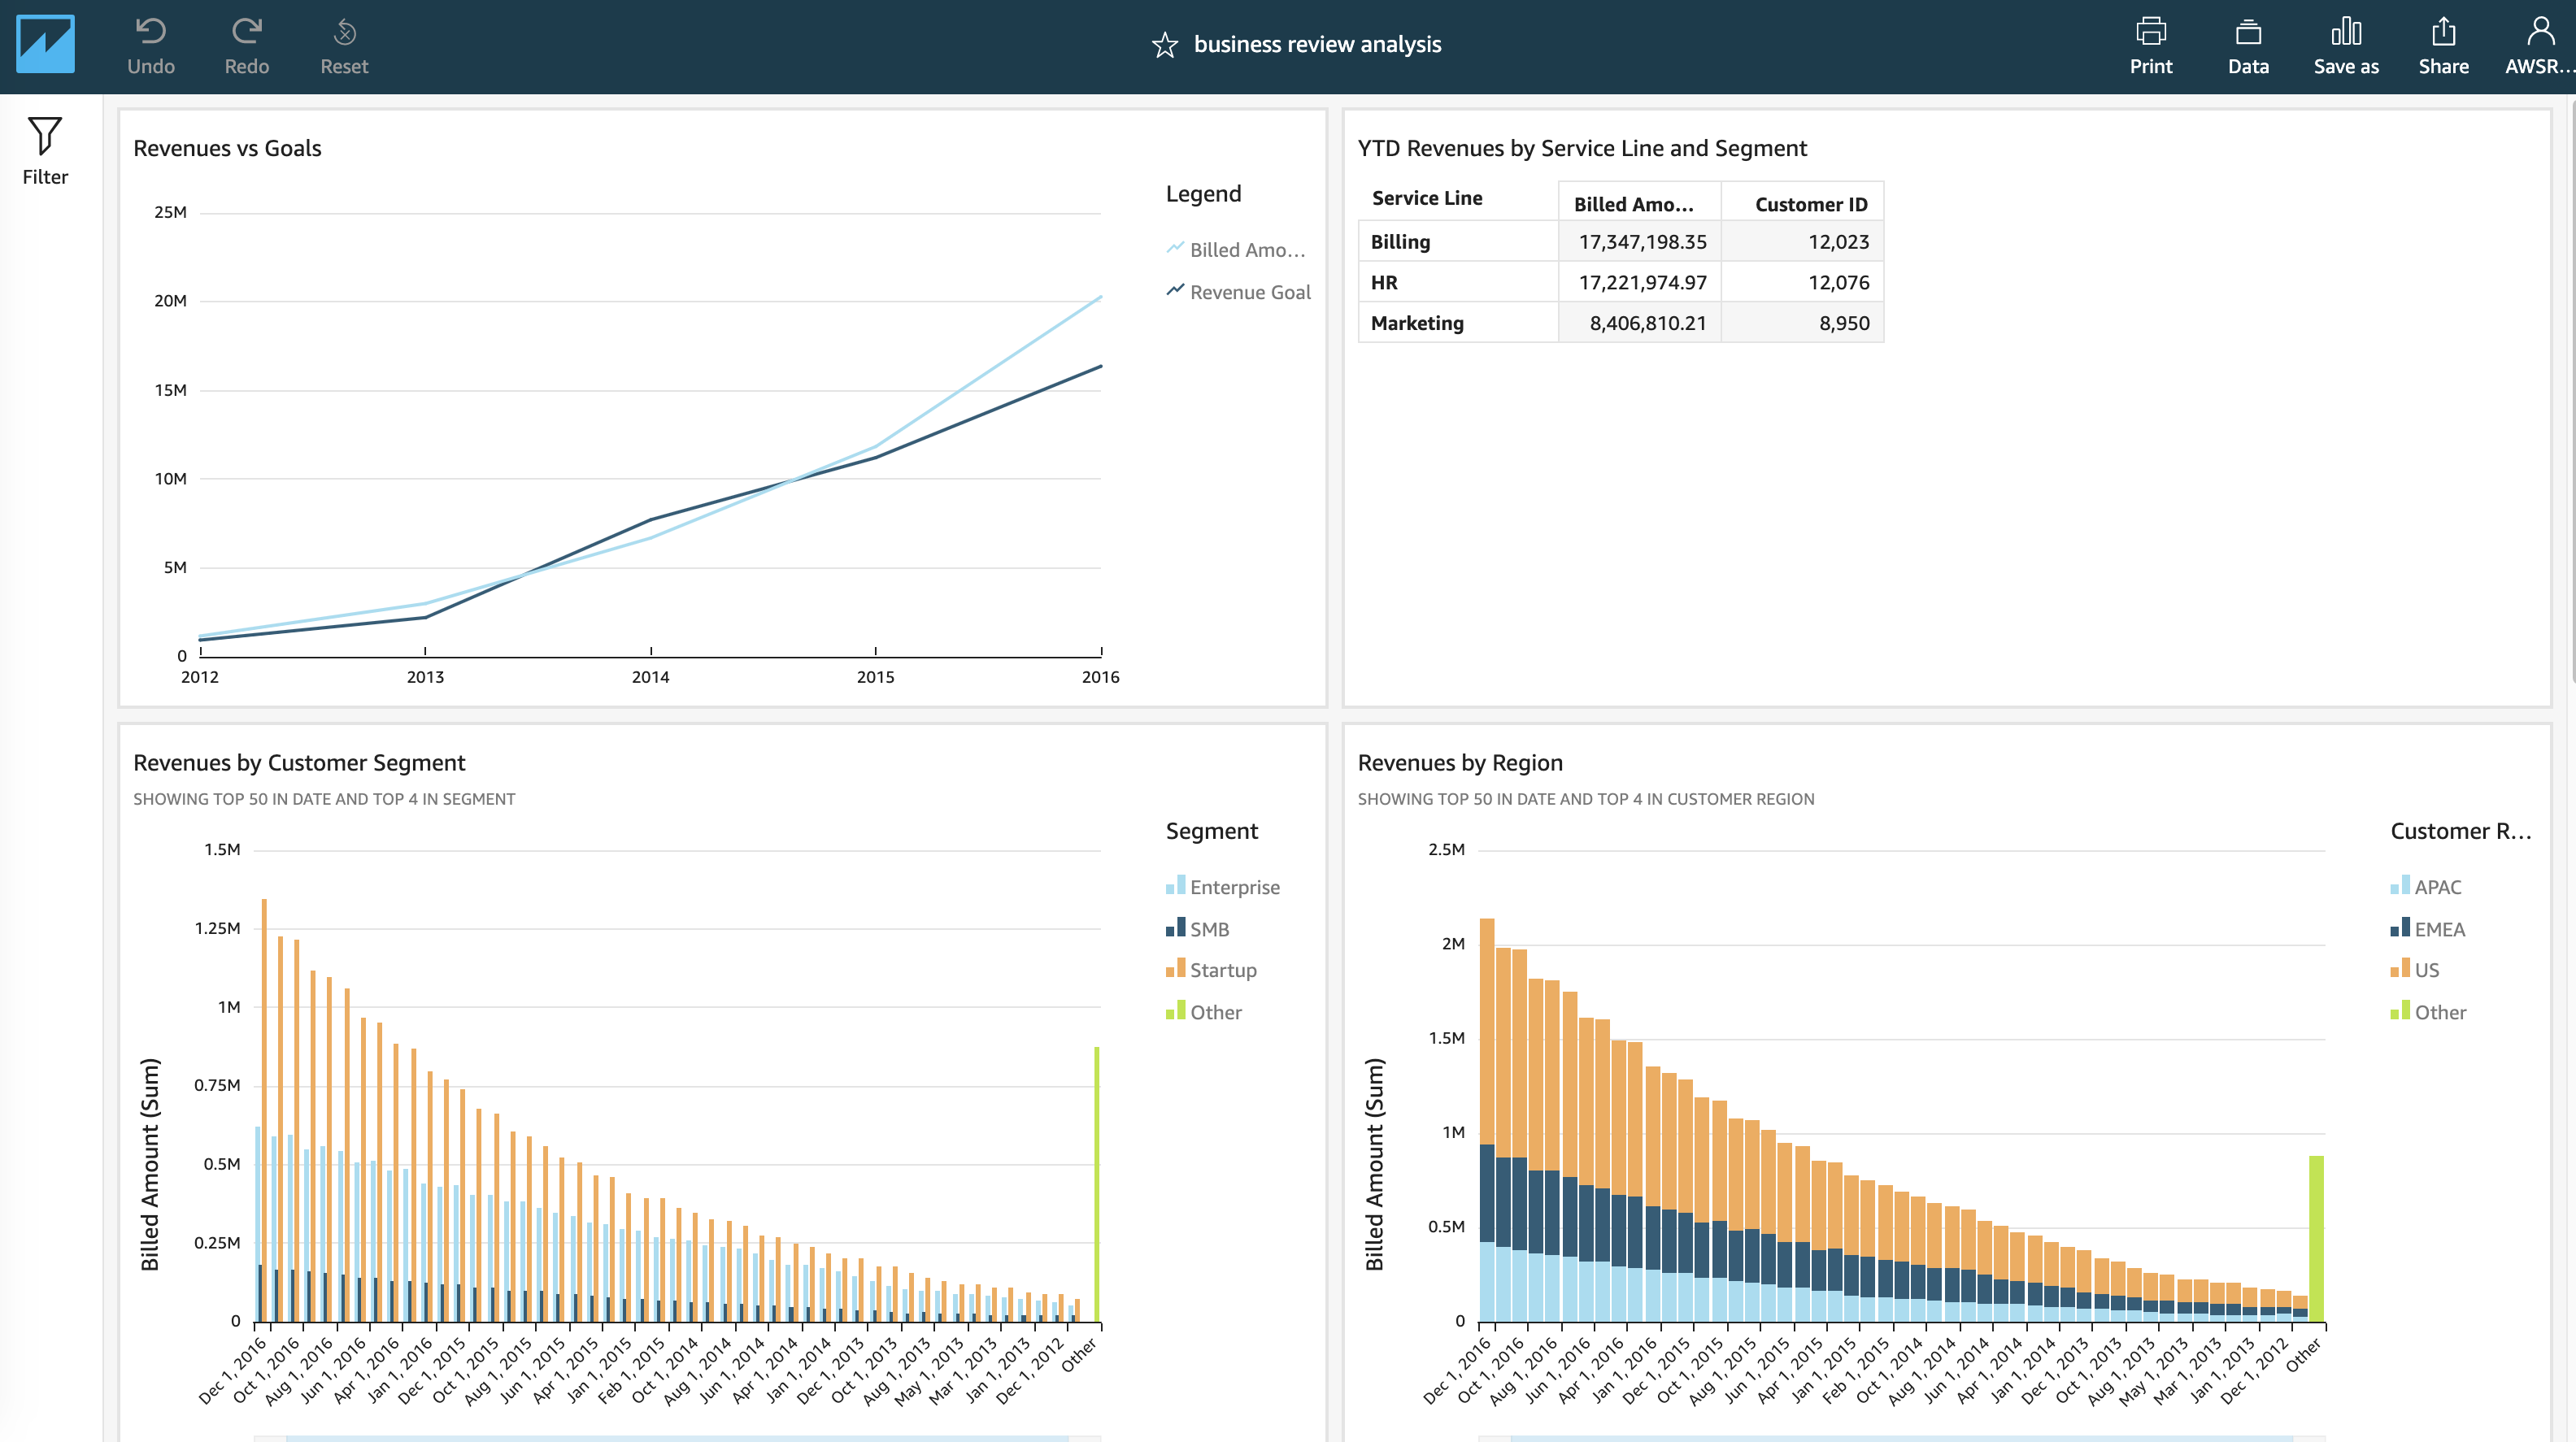 Undo
Redo
Reset
business review analysis
Print
Data
Save as
Share
AWSR...
Filter
Revenues vs Goals
25M
20M
15M
10M
5M
0
2012
2013
2014
2015
2016
Legend
Billed Amo...
Revenue Goal
YTD Revenues by Service Line and Segment
Service Line Billed Amo... Customer ID
Billing 17,347,198.35 12,023
HR 17,221,974.97 12,076
Marketing 8,406,810.21 8,950
Revenues by Customer Segment
SHOWING TOP 50 IN DATE AND TOP 4 IN SEGMENT
Billed Amount (Sum)
1.5M
1.25M
1M
0.75M
0.5M
0.25M
0
Dec 1, 2016
Oct 1, 2016
Aug 1, 2016
Jun 1, 2016
Apr 1, 2016
Jan 1, 2016
Dec 1, 2015
Oct 1, 2015
Aug 1, 2015
Jun 1, 2015
Apr 1, 2015
Jan 1, 2015
Feb 1, 2015
Oct 1, 2014
Aug 1, 2014
Jun 1, 2014
Apr 1, 2014
Jan 1, 2014
Dec 1, 2013
Oct 1, 2013
Aug 1, 2013
May 1, 2013
Mar 1, 2013
Jan 1, 2013
Dec 1, 2012
Other
Segment
Enterprise
SMB
Startup
Other
Revenues by Region
SHOWING TOP 50 IN DATE AND TOP 4 IN CUSTOMER REGION
Billed Amount (Sum)
2.5M
2M
1.5M
1M
0.5M
0
Dec 1, 2016
Oct 1, 2016
Aug 1, 2016
Jun 1, 2016
Apr 1, 2016
Jan 1, 2016
Dec 1, 2015
Oct 1, 2015
Aug 1, 2015
Jun 1, 2015
Apr 1, 2015
Jan 1, 2015
Feb 1, 2015
Oct 1, 2014
Aug 1, 2014
Jun 1, 2014
Apr 1, 2014
Jan 1, 2014
Dec 1, 2013
Oct 1, 2013
Aug 1, 2013
May 1, 2013
Mar 1, 2013
Jan 1, 2013
Dec 1, 2012
Other
Customer R...
APAC
EMEA
US
Other